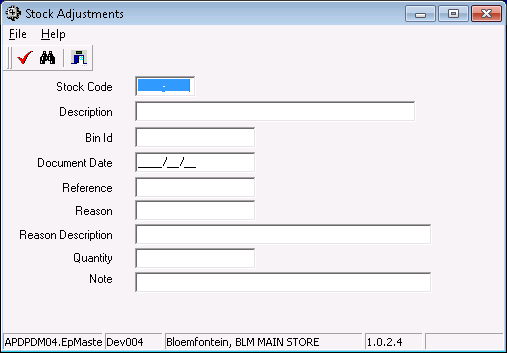 Stock Adjustments
File Help
Stock Code
Description
Bin Id
Document Date ____/__/__
Reference
Reason
Reason Description
Quantity
Note
APDPDM04.EpMaste Dev004 Bloemfontein, BLM MAIN STORE 1.0.2.4